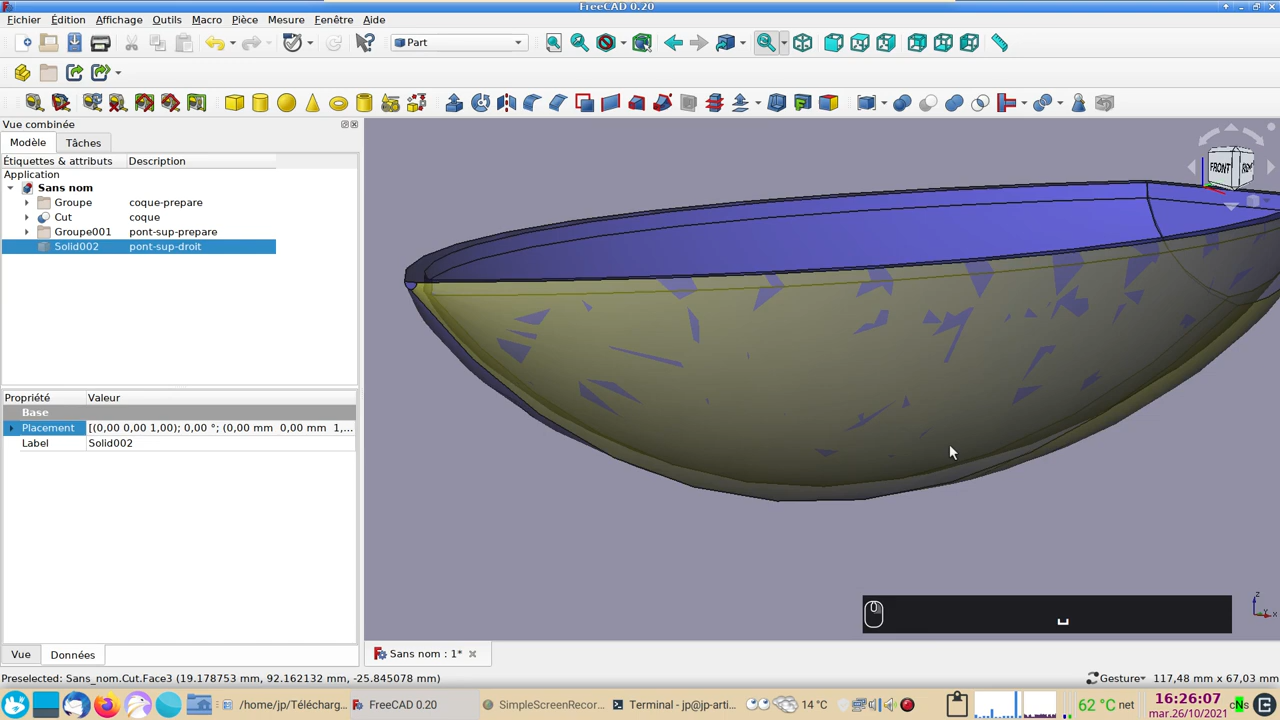 FreeCAD 0.20
Fichier Édition Affichage Outils Macro Pièce Mesure Fenêtre Aide
Part
Vue combinée
Modèle Tâches
Étiquettes & attributs Description
Application
Sans nom
Groupe coque-prepare
Cut coque
Groupe001 pont-sup-prepare
Solid002 pont-sup-droit
FRONT
Propriété Valeur
Base
Placement [(0,00 0,00 1,00); 0,00 °; (0,00 mm 0,00 mm 1,...
Label Solid002
Vue Données
Sans nom : 1*
Preselected: Sans_nom.Cut.Face3 (19.178753 mm, 92.162132 mm, -25.845078 mm)
Gesture 117,48 mm x 67,03 mm
/home/jp/Télécharg... FreeCAD 0.20 SimpleScreenRecor... Terminal - jp@jp-arti... 14 °C 62 °C net 16:26:07
mar.26/10/2021